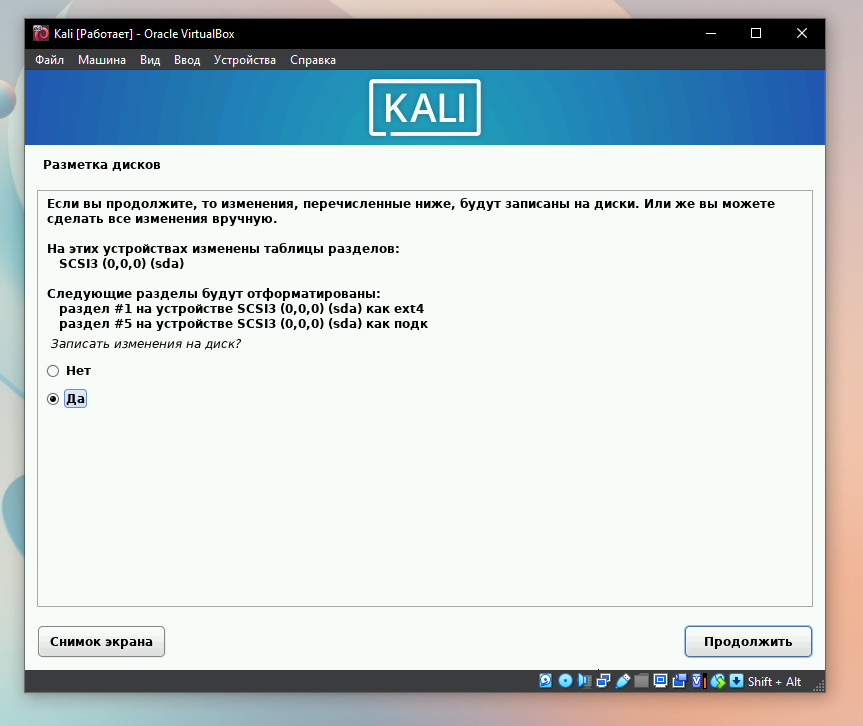 Kali [Работает] - Oracle VirtualBox
Файл Машина Вид Ввод Устройства Справка
KALI
Разметка дисков
Если вы продолжите, то изменения, перечисленные ниже, будут записаны на диски. Или же вы можете
сделать все изменения вручную.
На этих устройствах изменены таблицы разделов:
SCSI3 (0,0,0) (sda)
Следующие разделы будут отформатированы:
раздел #1 на устройстве SCSI3 (0,0,0) (sda) как ext4
раздел #5 на устройстве SCSI3 (0,0,0) (sda) как подк
Записать изменения на диск?
Нет
Да
Снимок экрана Продолжить
Shift + Alt